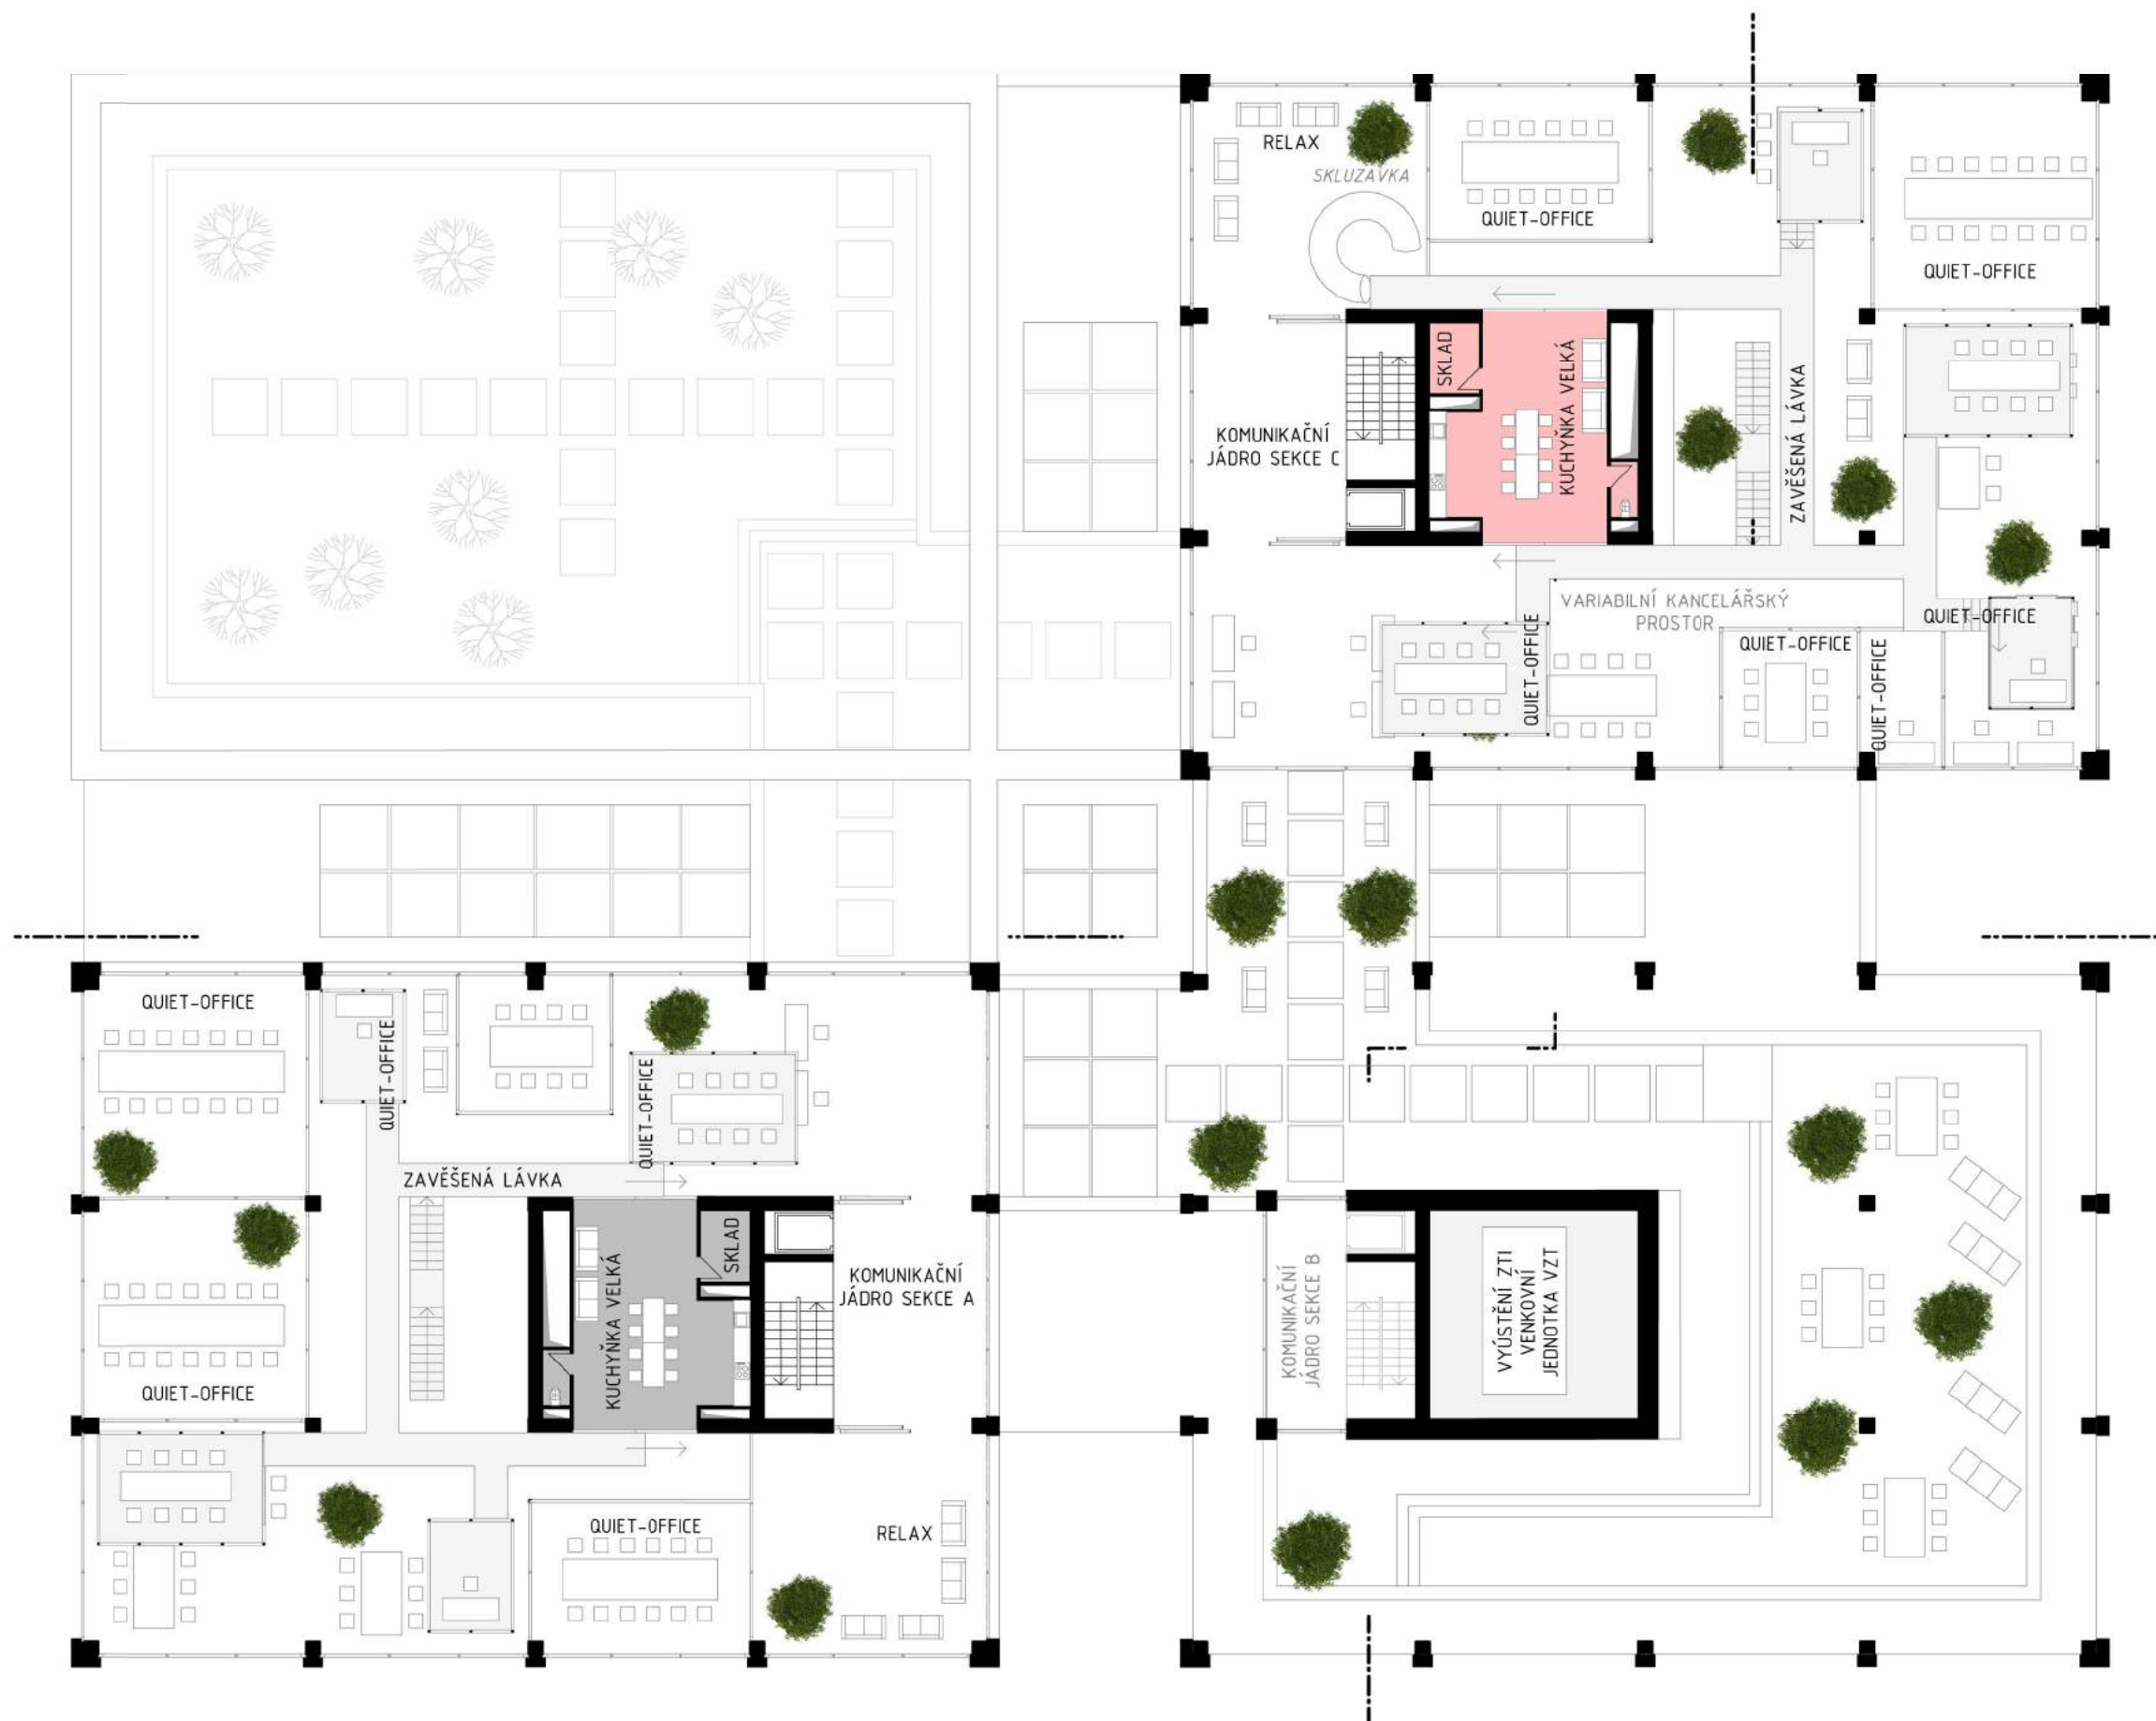 RELAX
SKLUZAVKA
QUIET-OFFICE
QUIET-OFFICE
SKLAD
KUCHYŇKA VELKÁ
ZAVĚŠENÁ LÁVKA
KOMUNIKAČNÍ
JÁDRO SEKCE C
VARIABILNÍ KANCELÁŘSKÝ
PROSTOR
QUIET-OFFICE
QUIET-OFFICE
QUIET-OFFICE
QUIET-OFFICE
QUIET-OFFICE
QUIET-OFFICE
QUIET-OFFICE
ZAVĚŠENÁ LÁVKA
SKLAD
KUCHYŇKA VELKÁ
KOMUNIKAČNÍ
JÁDRO SEKCE A
KOMUNIKAČNÍ
JÁDRO SEKCE B
VYÚSTĚNÍ ZTI
VENKOVNÍ
JEDNOTKA VZT
QUIET-OFFICE
QUIET-OFFICE
RELAX